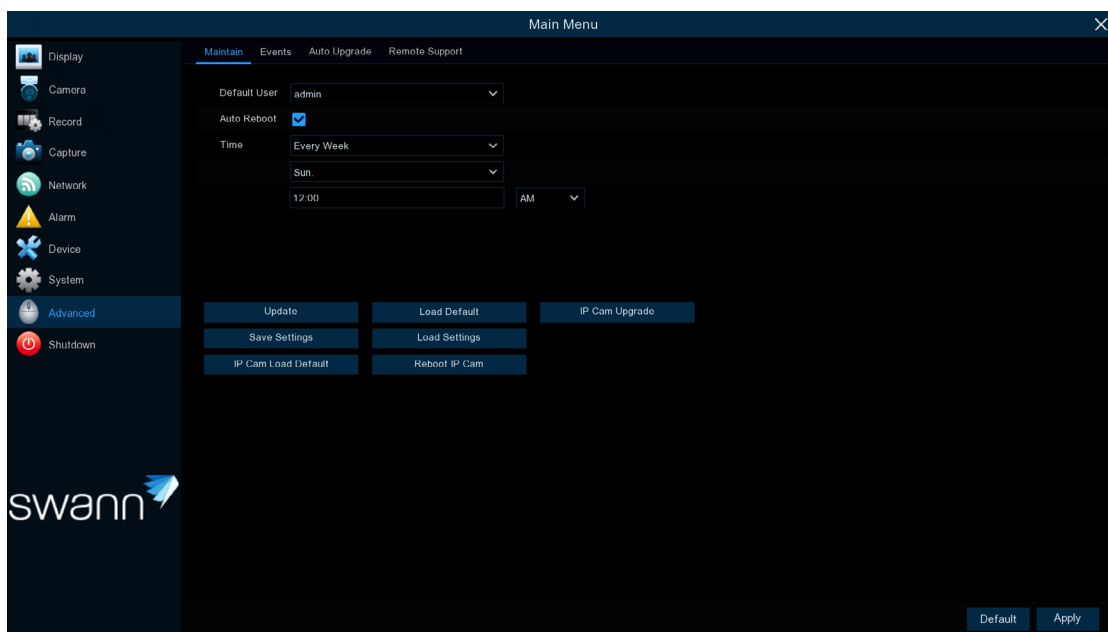 Main Menu
Display
Camera
Record
Capture
Network
Alarm
Device
System
Advanced
Shutdown
swann
Maintain Events Auto Upgrade Remote Support
Default User admin
Auto Reboot
Time Every Week
Sun.
12:00 AM
Update Load Default IP Cam Upgrade
Save Settings Load Settings
IP Cam Load Default Reboot IP Cam
Default Apply